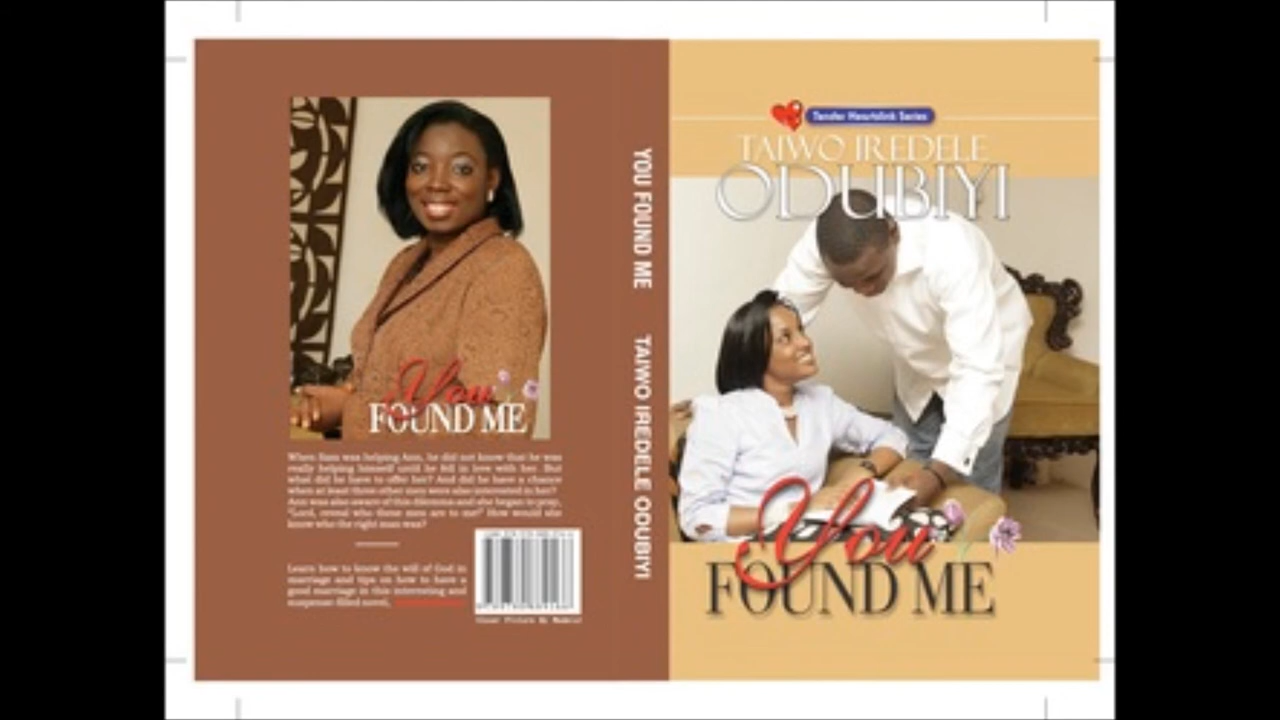 You
FOUND ME
When Sam was helping Ann, he did not know that he was
really helping himself until he fell in love with her. But
what did he have to offer her? And did he have a chance
when at least three other men were also interested in her?
Ann was also aware of this dilemma and she began to pray,
"Lord, reveal who these men are to me!" How would she
know who the right man was?
Learn how to know the will of God in
marriage and tips on how to have a
good marriage in this interesting and
suspense-filled novel,
YOU FOUND ME
TAIWO IREDELE ODUBIYI
Tender Heartslink Series
TAIWO IREDELE
ODUBIYI
You
FOUND ME